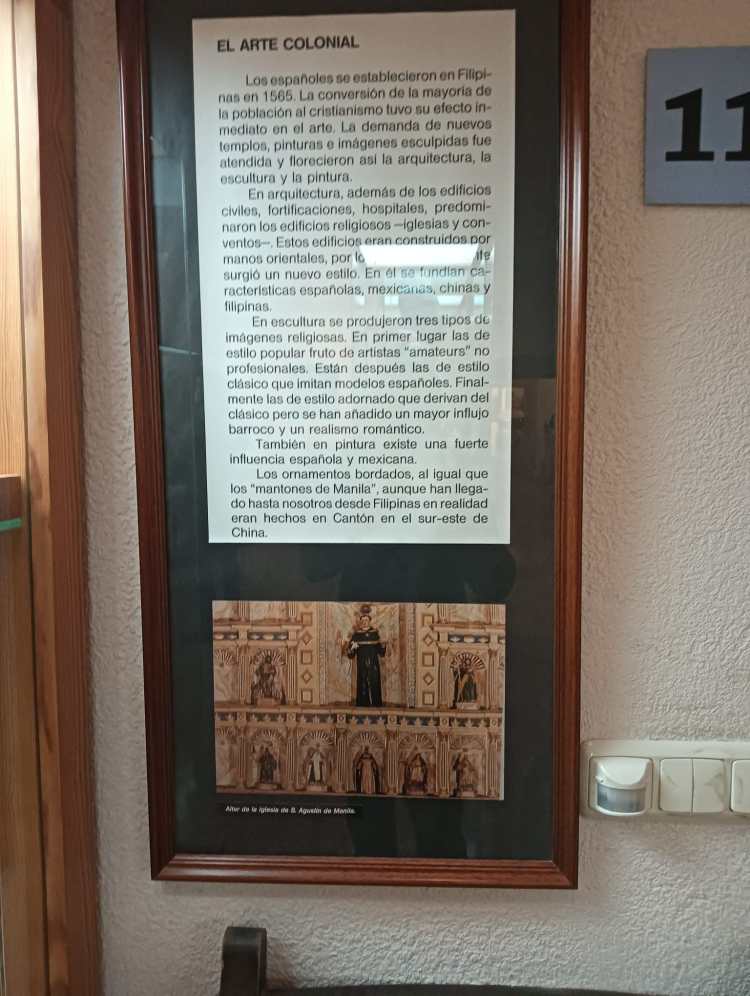 EL ARTE COLONIAL
Los españoles se establecieron en Filipi-
nas en 1565. La conversión de la mayoría de
la población al cristianismo tuvo su efecto in-
mediato en el arte. La demanda de nuevos
templos, pinturas e imágenes esculpidas fue
atendida y florecieron así la arquitectura, la
escultura y la pintura.
En arquitectura, además de los edificios
civiles, fortificaciones, hospitales, predomi-
naron los edificios religiosos —iglesias y con-
ventos—. Estos edificios eran construidos por
manos orientales, por
surgió un nuevo estilo. En él se fundían ca-
racterísticas españolas, mexicanas, chinas y
filipinas.
En escultura se produjeron tres tipos de
imágenes religiosas. En primer lugar las de
estilo popular fruto de artistas "amateurs" no
profesionales. Están después las de estilo
clásico que imitan modelos españoles. Final-
mente las de estilo adornado que derivan del
clásico pero se han añadido un mayor influjo
barroco y un realismo romántico.
También en pintura existe una fuerte
influencia española y mexicana.
Los ornamentos bordados, al igual que
los "mantones de Manila", aunque han llega-
do hasta nosotros desde Filipinas en realidad
eran hechos en Cantón en el sur-este de
China.
Altar de la iglesia de S. Agustín de Manila.
11